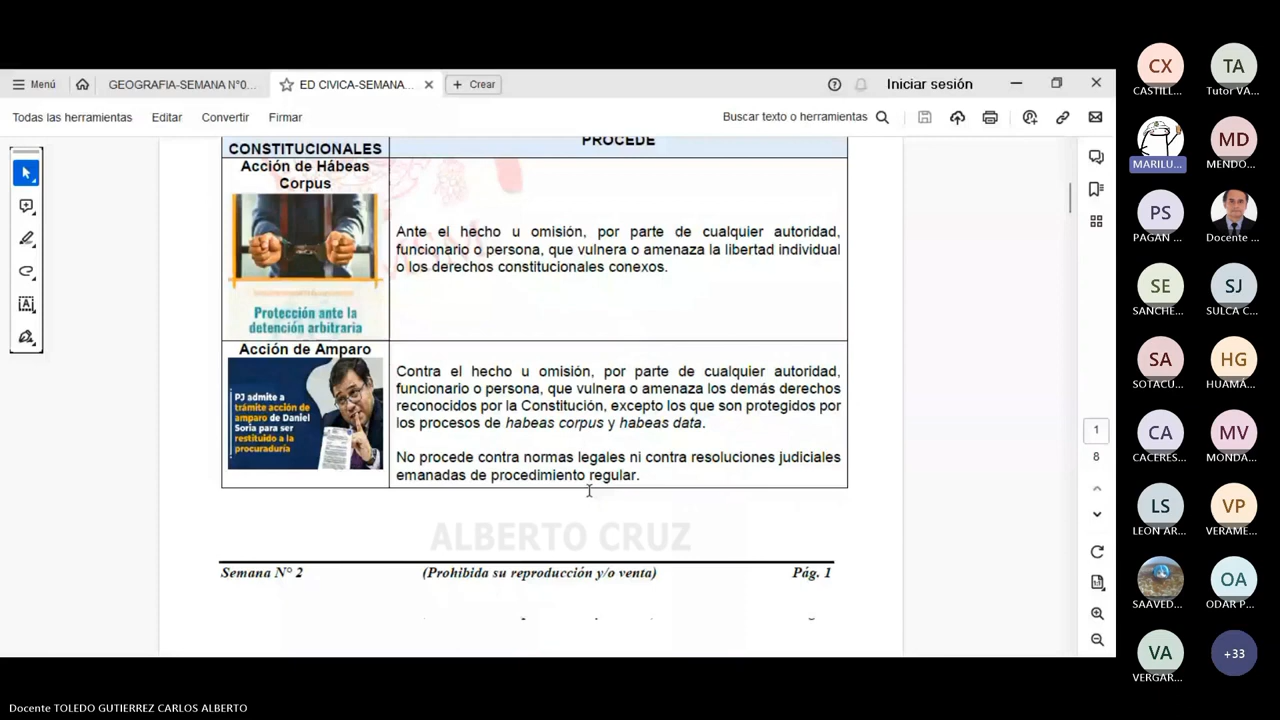 Menú
GEOGRAFIA-SEMANA N°0...
ED CIVICA-SEMANA...
Crear
Iniciar sesión
Todas las herramientas
Editar
Convertir
Firmar
Buscar texto o herramientas
CONSTITUCIONALES
PROCEDE
Acción de Hábeas
Corpus
Protección ante la
detención arbitraria
Ante el hecho u omisión, por parte de cualquier autoridad,
funcionario o persona, que vulnera o amenaza la libertad individual
o los derechos constitucionales conexos.
Acción de Amparo
PJ admite a
trámite acción de
amparo de Daniel
Soria para ser
restituido a la
procuraduría
Contra el hecho u omisión, por parte de cualquier autoridad,
funcionario o persona, que vulnera o amenaza los demás derechos
reconocidos por la Constitución, excepto los que son protegidos por
los procesos de habeas corpus y habeas data.
No procede contra normas legales ni contra resoluciones judiciales
emanadas de procedimiento regular.
ALBERTO CRUZ
Semana N° 2
(Prohibida su reproducción y/o venta)
Pág. 1
1
8
CX
CASTILL...
TA
Tutor VA...
MARILU...
MD
MENDO...
PS
PAGAN ...
Docente ...
SE
SANCHE...
SJ
SULCA C...
SA
SOTACU...
HG
HUAMA...
CA
CACERES...
MV
MONDA...
LS
LEON AR...
VP
VERAME...
SAAVED...
OA
ODAR P...
VA
VERGAR...
+33
Docente TOLEDO GUTIERREZ CARLOS ALBERTO